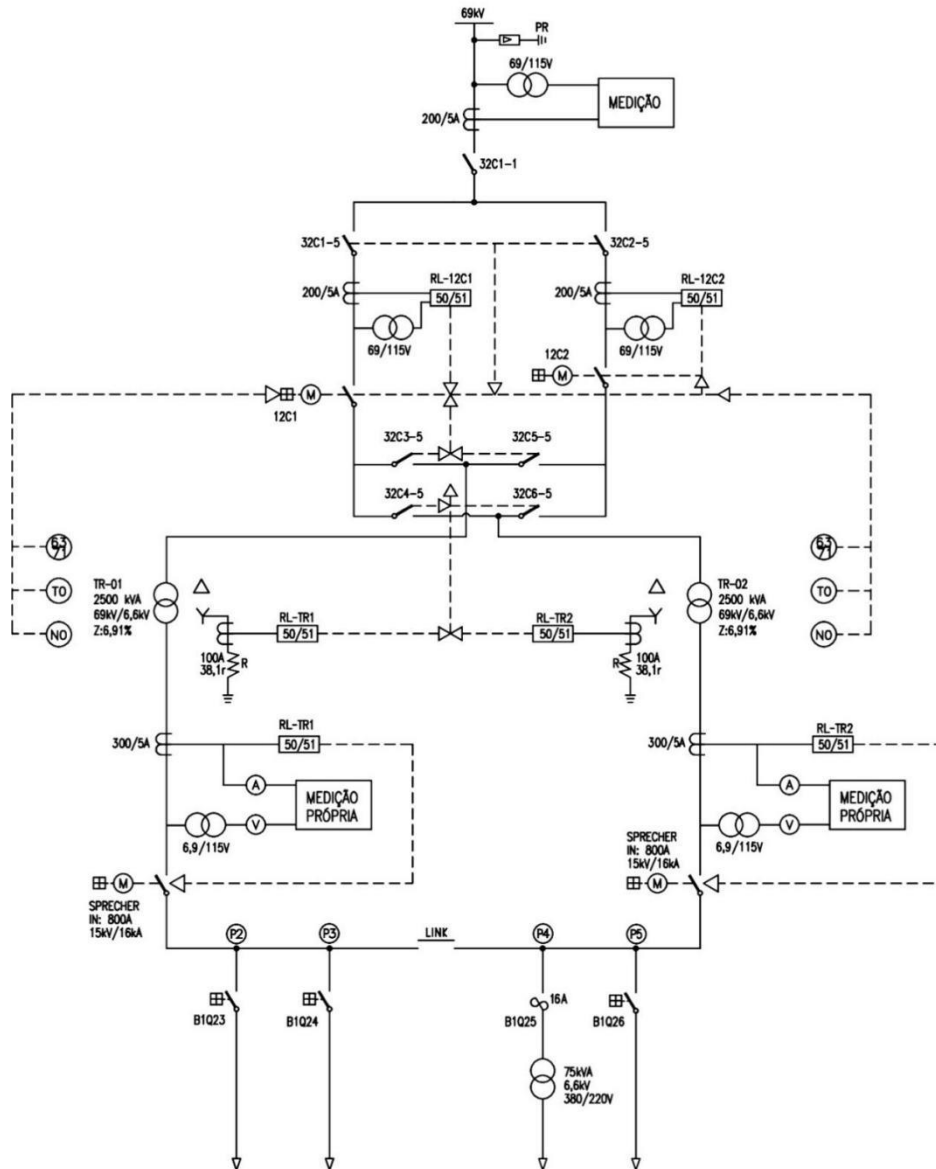 69kV
PR
69/115V
MEDIÇÃO
200/5A
32C1-1
32C1-5
32C2-5
RL-12C1
RL-12C2
200/5A
50/51
200/5A
50/51
69/115V
69/115V
12C2
M
M
12C1
32C3-5
32C5-5
32C4-5
32C6-5
63
71
63
71
TR-01
2500 kVA
69kV/6,6kV
Z:6,91%
TR-02
2500 kVA
69kV/6,6kV
Z:6,91%
TO
TO
NO
NO
RL-TR1
50/51
RL-TR2
50/51
100A
38,1r
R
100A
38,1r
R
300/5A
RL-TR1
50/51
300/5A
RL-TR2
50/51
A
MEDIÇÃO
PRÓPRIA
V
6,9/115V
A
MEDIÇÃO
PRÓPRIA
V
6,9/115V
M
SPRECHER
IN: 800A
15kV/16kA
SPRECHER
IN: 800A
15kV/16kA
M
P2
P3
LINK
P4
P5
B1Q23
B1Q24
16A
B1Q25
B1Q26
75kVA
6,6kV
380/220V